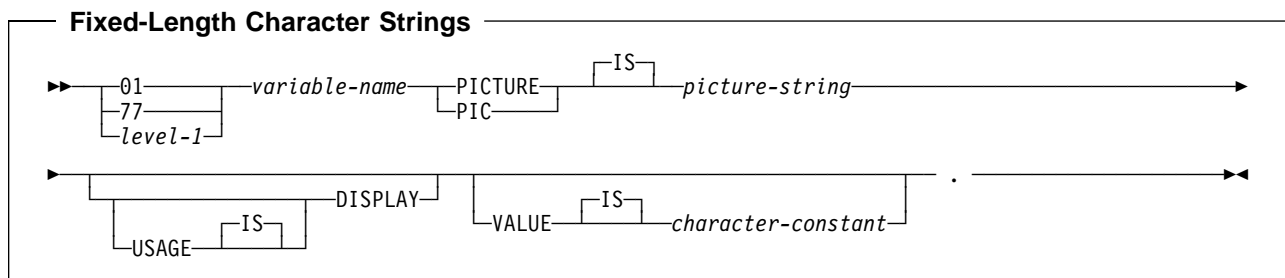 Fixed-Length Character Strings
IS
01 variable-name PICTURE picture-string
77 PIC
level-1
DISPLAY .
IS IS
USAGE VALUE character-constant